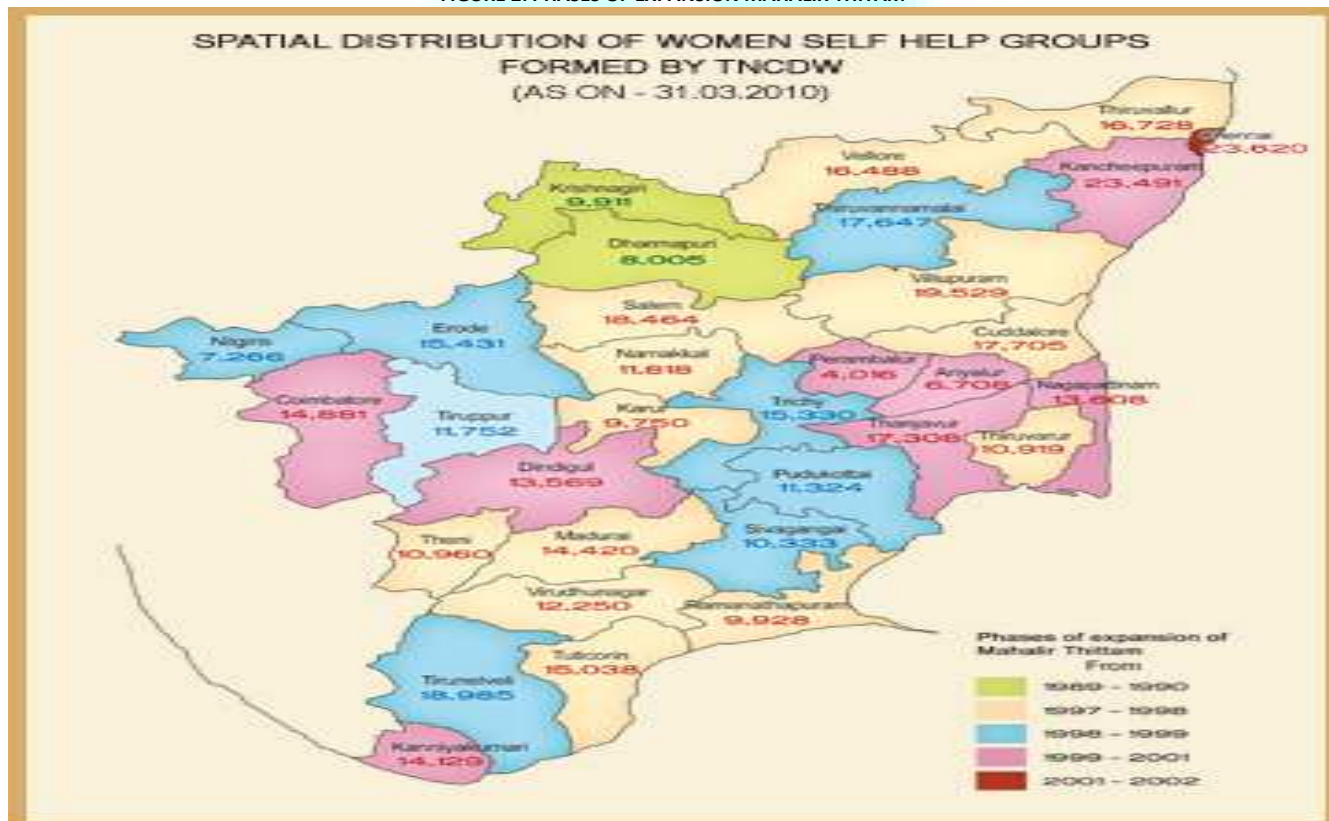 SPATIAL DISTRIBUTION OF WOMEN SELF HELP GROUPS
FORMED BY TNCDW
(AS ON - 31.03.2010)
Thiruvallur
16.728
Chennai
23.620
Vellore
16.488
Kancheepuram
23.491
Krishnagiri
9.911
Thiruvannamalai
17.647
Dharmapuri
8.005
Villupuram
19.529
Salem
18.464
Cuddalore
17.705
Erode
15.431
Nilgiris
7.266
Namakkal
11.818
Perambalur
4.016
Ariyalur
6.708
Nagapattinam
13.608
Coimbatore
14.881
Tiruppur
11.752
Karur
9.750
Trichy
15.330
Thanjavur
17.308
Thiruvarur
10.919
Dindigul
13.569
Pudukottai
11.324
Sivagangai
10.333
Theni
10.960
Madurai
14.420
Virudhunagar
12.250
Ramanathapuram
9.928
Tuticorin
15.038
Tirunelveli
18.985
Kanniyakumari
14.129
Phases of expansion of
Mahalir Thittam
From
1989 - 1990
1997 - 1998
1998 - 1999
1999 - 2001
2001 - 2002